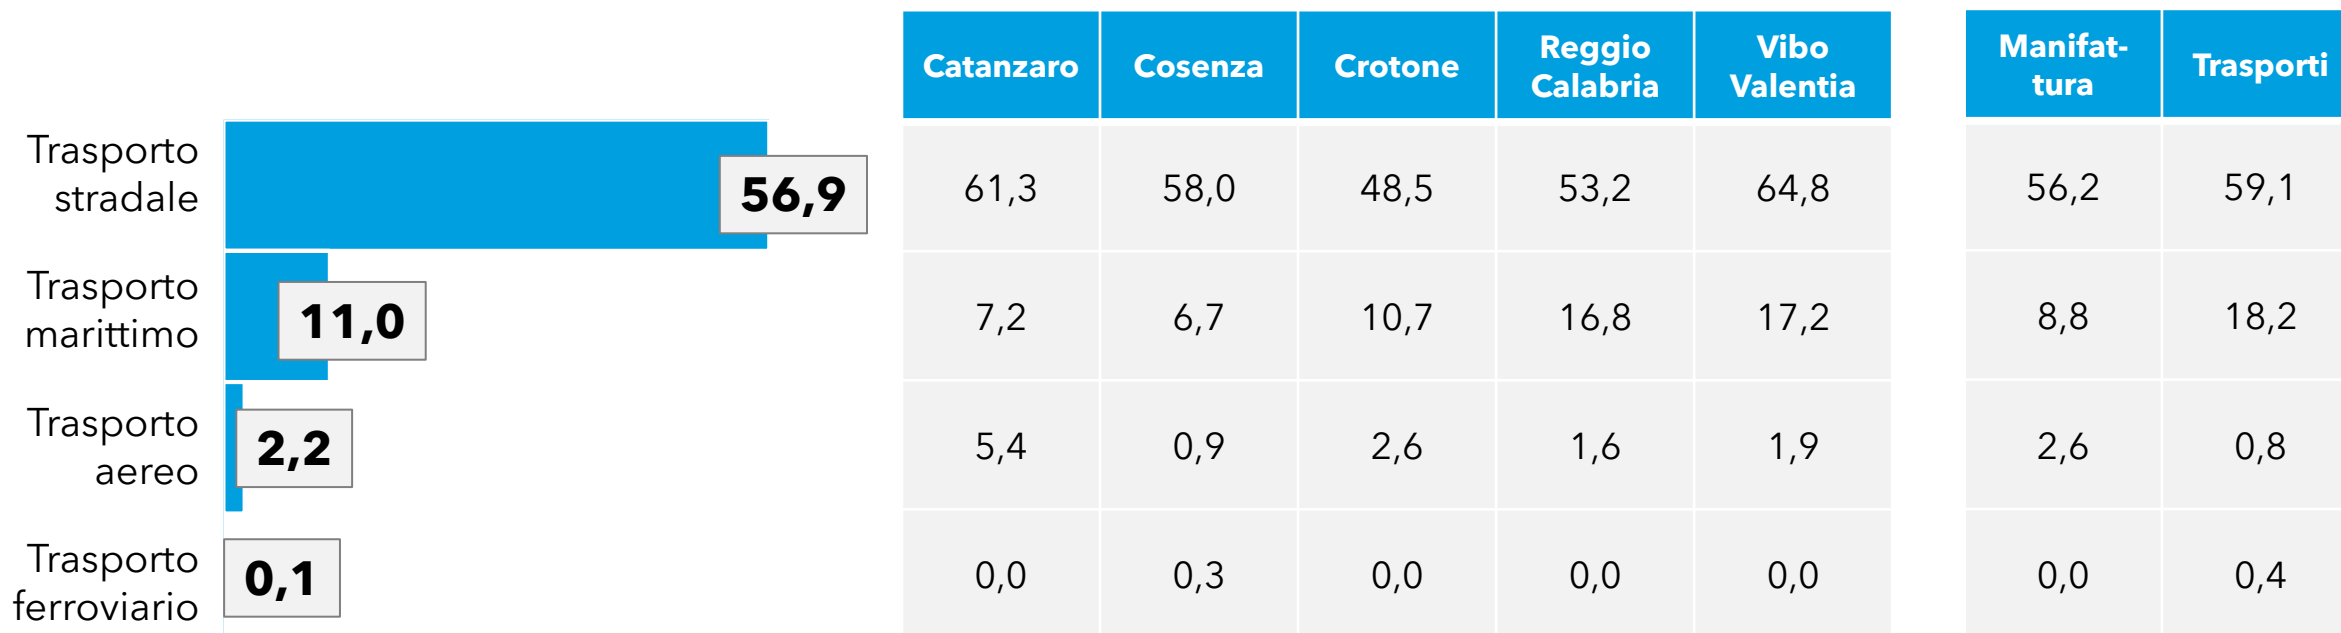 Catanzaro Cosenza Crotone Reggio Calabria Vibo Valentia Manifat-tura Trasporti
Trasporto stradale 56,9 61,3 58,0 48,5 53,2 64,8 56,2 59,1
Trasporto marittimo 11,0 7,2 6,7 10,7 16,8 17,2 8,8 18,2
Trasporto aereo 2,2 5,4 0,9 2,6 1,6 1,9 2,6 0,8
Trasporto ferroviario 0,1 0,0 0,3 0,0 0,0 0,0 0,0 0,4